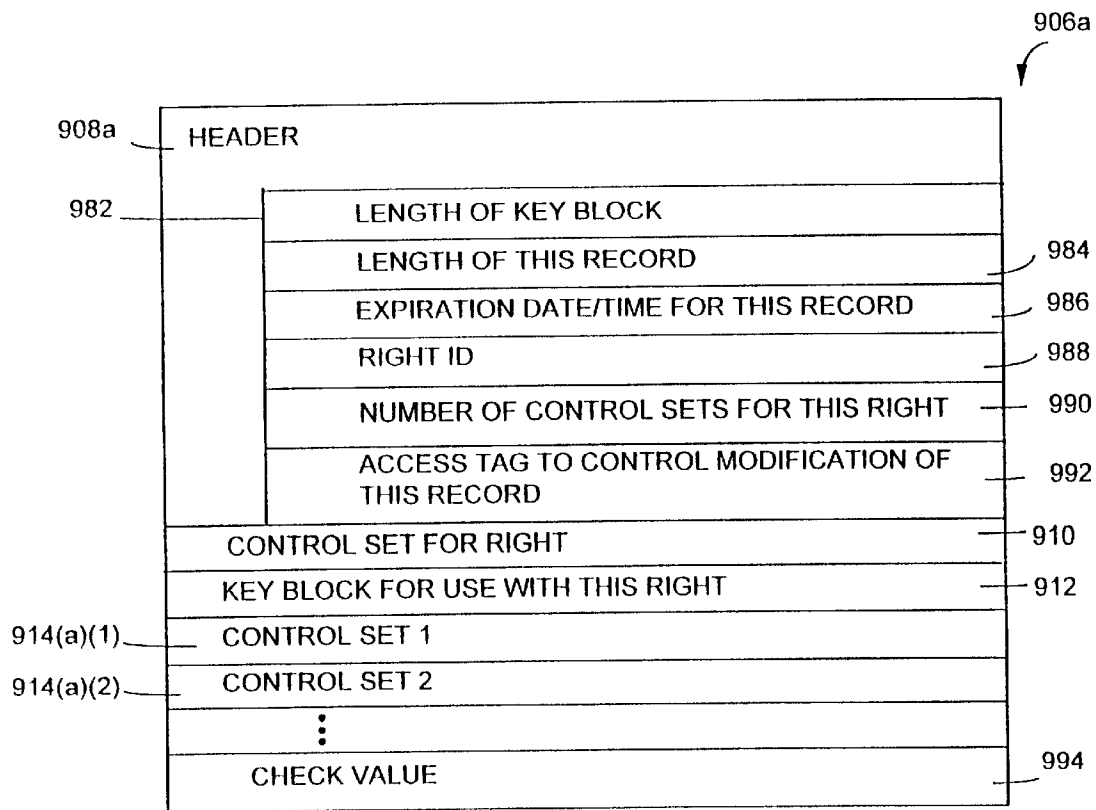 906a
908a HEADER
982 LENGTH OF KEY BLOCK
LENGTH OF THIS RECORD 984
EXPIRATION DATE/TIME FOR THIS RECORD 986
RIGHT ID 988
NUMBER OF CONTROL SETS FOR THIS RIGHT 990
ACCESS TAG TO CONTROL MODIFICATION OF
THIS RECORD 992
CONTROL SET FOR RIGHT 910
KEY BLOCK FOR USE WITH THIS RIGHT 912
914(a)(1) CONTROL SET 1
914(a)(2) CONTROL SET 2
CHECK VALUE 994